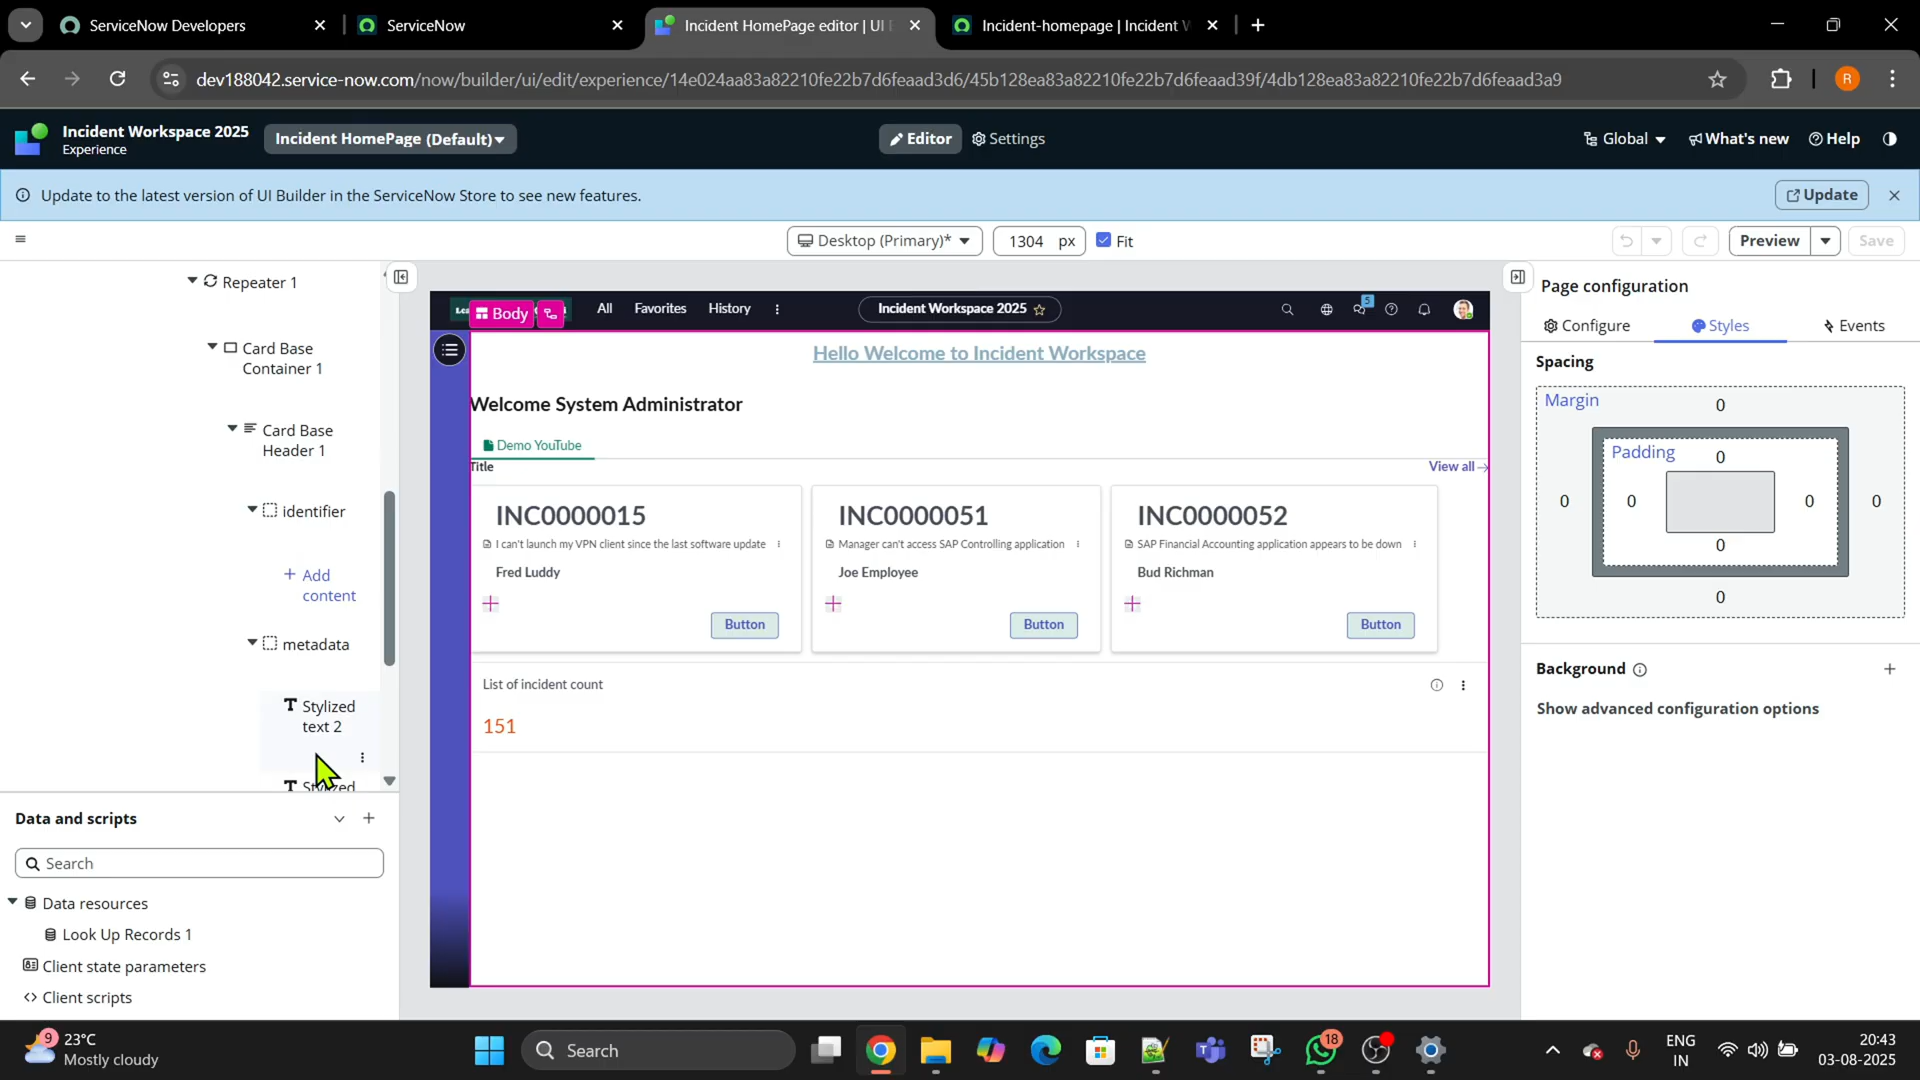 ServiceNow Developers
ServiceNow
Incident HomePage editor | UI
Incident-homepage | Incident
dev188042.service-now.com/now/builder/ui/edit/experience/14e024aa83a82210fe22b7d6feaad3d6/45b128ea83a82210fe22b7d6feaad39f/4db128ea83a82210fe22b7d6feaad3a9
R
Incident Workspace 2025
Experience
Incident HomePage (Default)
Editor
Settings
Global
What's new
Help
Update to the latest version of UI Builder in the ServiceNow Store to see new features.
Update
Desktop (Primary)*
1304 px
Fit
Preview
Save
Repeater 1
Card Base
Container 1
Card Base
Header 1
identifier
+ Add
content
metadata
Stylized
text 2
Stylized
Data and scripts
Search
Data resources
Look Up Records 1
Client state parameters
Client scripts
Body
All
Favorites
History
Incident Workspace 2025
5
Hello Welcome to Incident Workspace
Welcome System Administrator
Demo YouTube
Title
View all
INC0000015
I can't launch my VPN client since the last software update
Fred Luddy
Button
INC0000051
Manager can't access SAP Controlling application
Joe Employee
Button
INC0000052
SAP Financial Accounting application appears to be down
Bud Richman
Button
List of incident count
151
Page configuration
Configure
Styles
Events
Spacing
Margin
0
Padding
0
0
0
0
0
0
0
Background
Show advanced configuration options
9
23°C
Mostly cloudy
Search
18
ENG
IN
20:43
03-08-2025